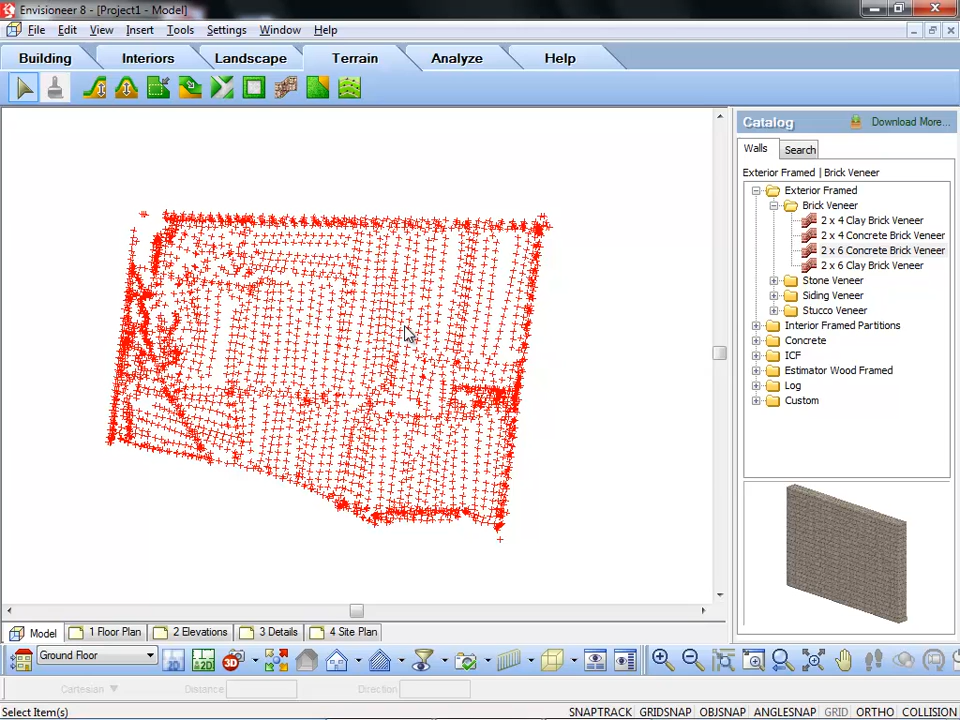 Envisioneer 8 - [Project1 - Model]
File Edit View Insert Tools Settings Window Help
Building Interiors Landscape Terrain Analyze Help
Catalog Download More...
Walls Search
Exterior Framed | Brick Veneer
Exterior Framed
Brick Veneer
2 x 4 Clay Brick Veneer
2 x 4 Concrete Brick Veneer
2 x 6 Concrete Brick Veneer
2 x 6 Clay Brick Veneer
Stone Veneer
Siding Veneer
Stucco Veneer
Interior Framed Partitions
Concrete
ICF
Estimator Wood Framed
Log
Custom
Model 1 Floor Plan 2 Elevations 3 Details 4 Site Plan
Ground Floor 2D 2D 3D
Cartesian Distance Direction
Select Item(s) SNAPTRACK GRIDSNAP OBJSNAP ANGLESNAP GRID ORTHO COLLISION